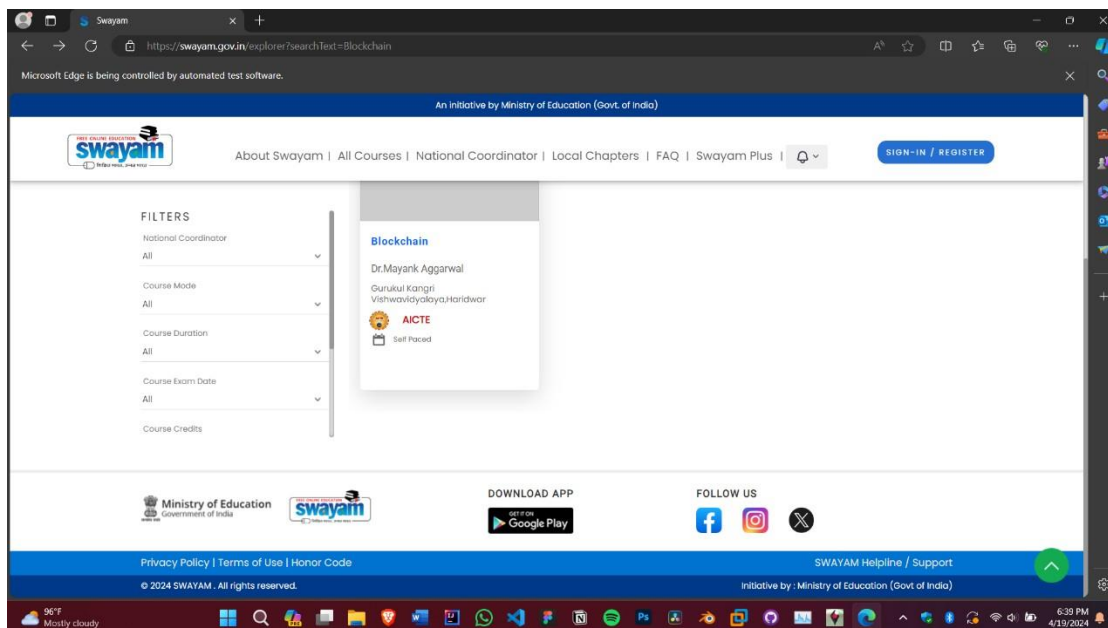 Swayam
https://swayam.gov.in/explorer?searchText=Blockchain
Microsoft Edge is being controlled by automated test software.
An initiative by Ministry of Education (Govt. of India)
FREE ONLINE EDUCATION
swayam
About Swayam | All Courses | National Coordinator | Local Chapters | FAQ | Swayam Plus |
SIGN-IN / REGISTER
FILTERS
National Coordinator
All
Course Mode
All
Course Duration
All
Course Exam Date
All
Course Credits
Blockchain
Dr.Mayank Aggarwal
Gurukul Kangri
Vishwavidyalaya,Haridwar
AICTE
Self Paced
Ministry of Education
Government of India
FREE ONLINE EDUCATION
swayam
DOWNLOAD APP
GET IT ON
Google Play
FOLLOW US
Privacy Policy | Terms of Use | Honor Code
SWAYAM Helpline / Support
© 2024 SWAYAM . All rights reserved.
Initiative by : Ministry of Education (Govt of India)
96°F
Mostly cloudy
6:39 PM
4/19/2024